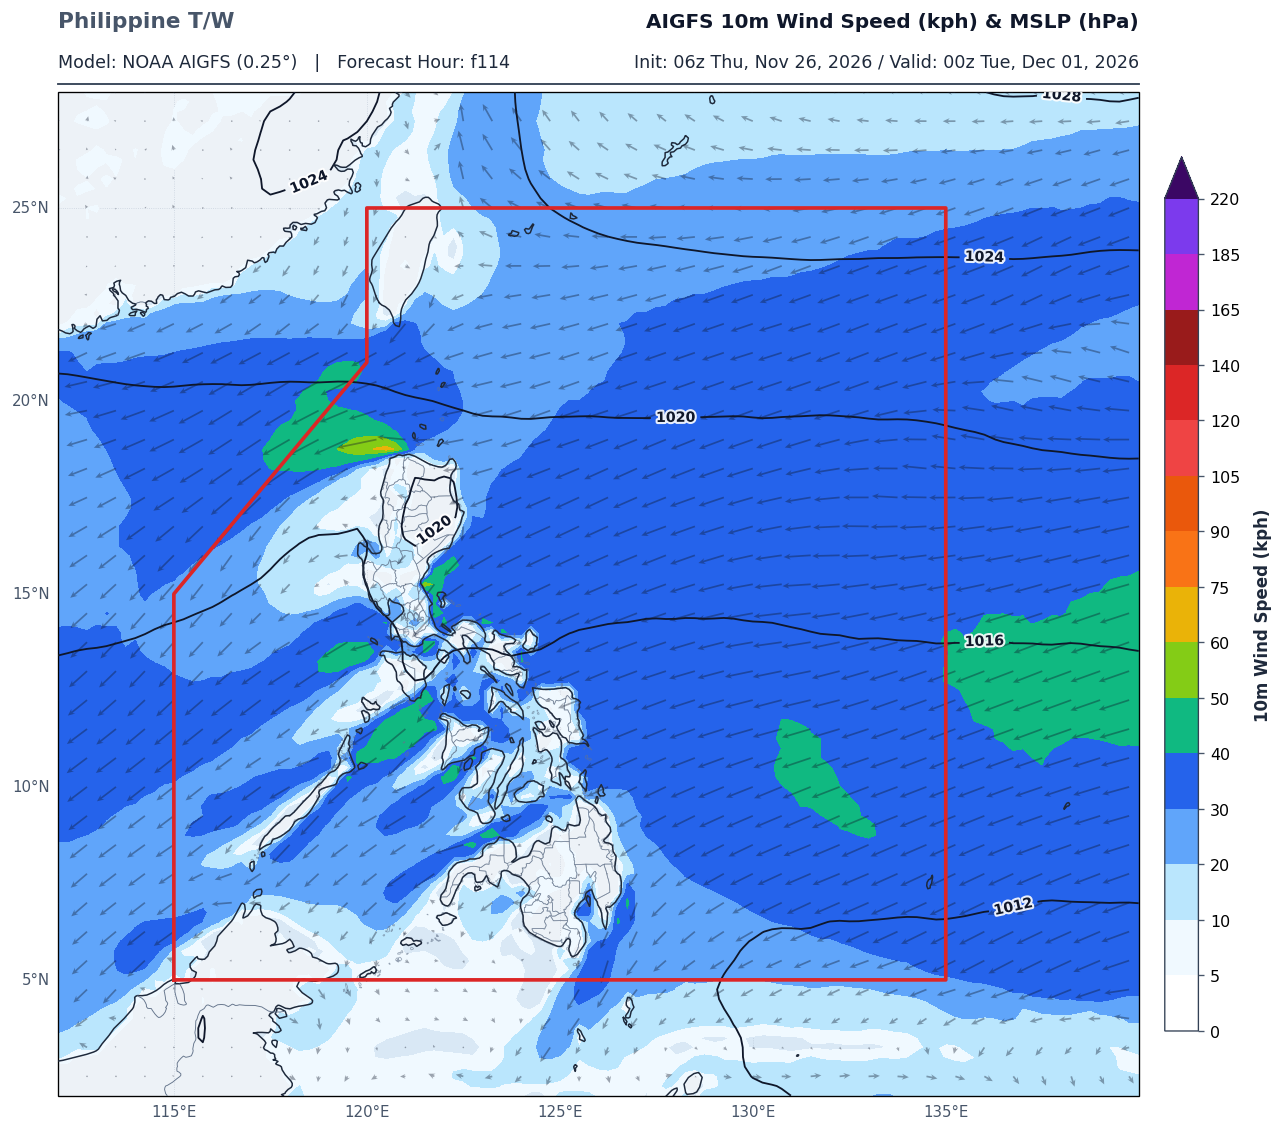 Philippine T/W
AIGFS 10m Wind Speed (kph) & MSLP (hPa)
Model: NOAA AIGFS (0.25°)   |   Forecast Hour: f114
Init: 06z Thu, Nov 26, 2026 / Valid: 00z Tue, Dec 01, 2026
1028
1024
1024
1020
1020
1016
1012
25°N
20°N
15°N
10°N
5°N
115°E
120°E
125°E
130°E
135°E
220
185
165
140
120
105
90
75
60
50
40
30
20
10
5
0
10m Wind Speed (kph)